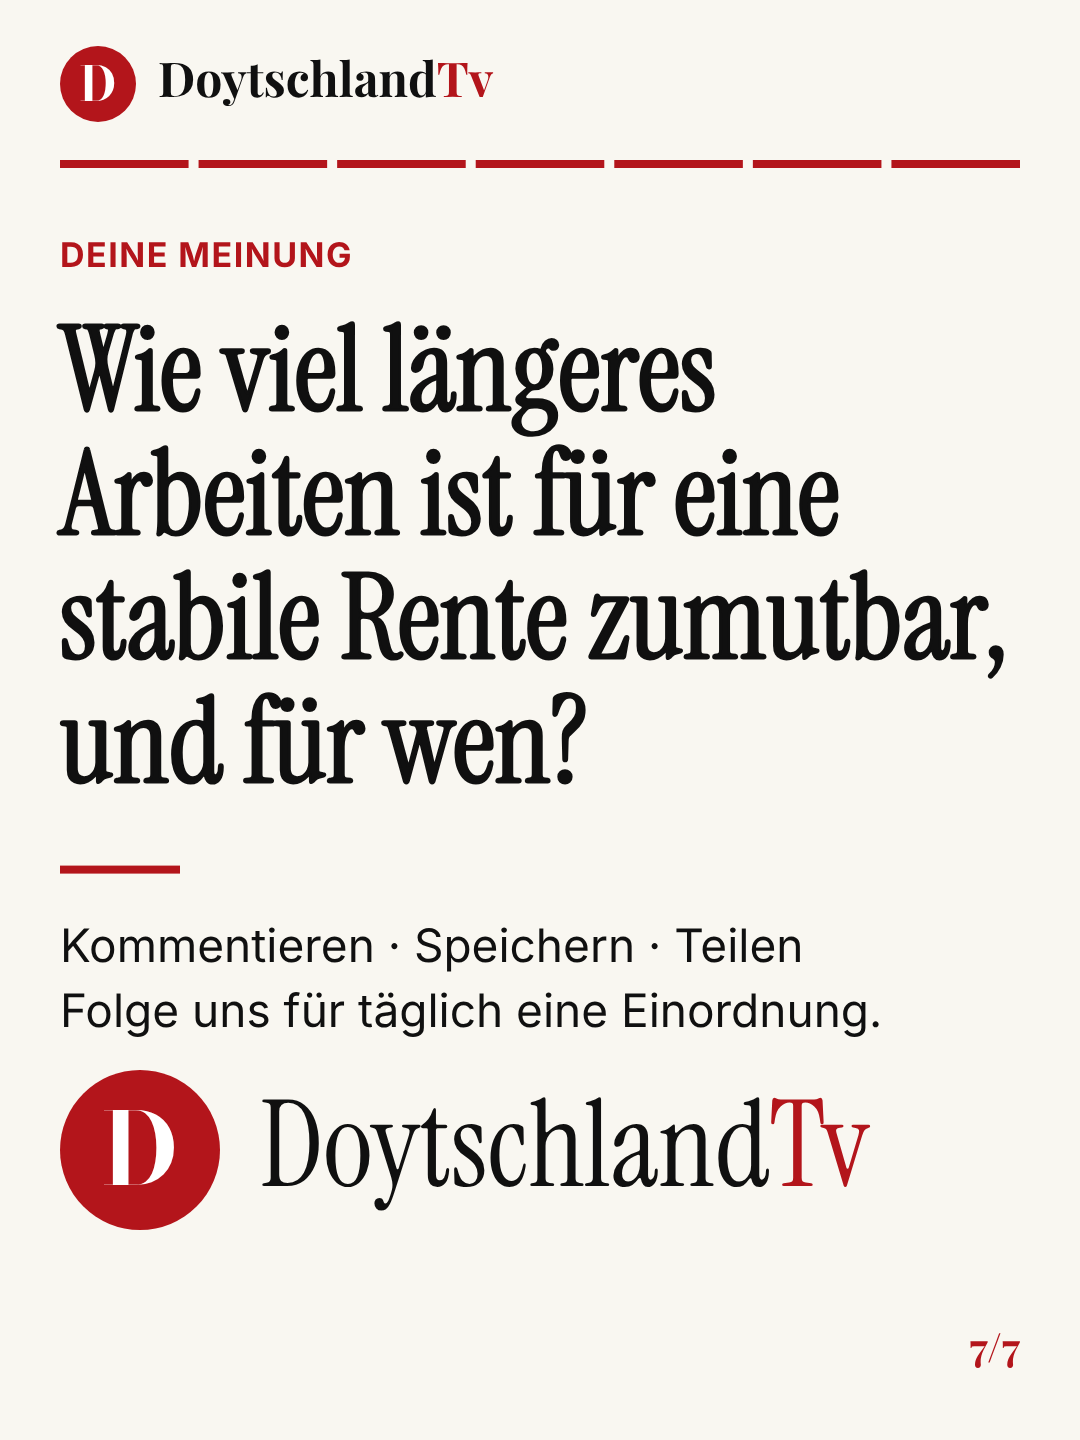 D DoytschlandTv
DEINE MEINUNG
Wie viel längeres
Arbeiten ist für eine
stabile Rente zumutbar,
und für wen?
Kommentieren · Speichern · Teilen
Folge uns für täglich eine Einordnung.
D DoytschlandTv
7/7